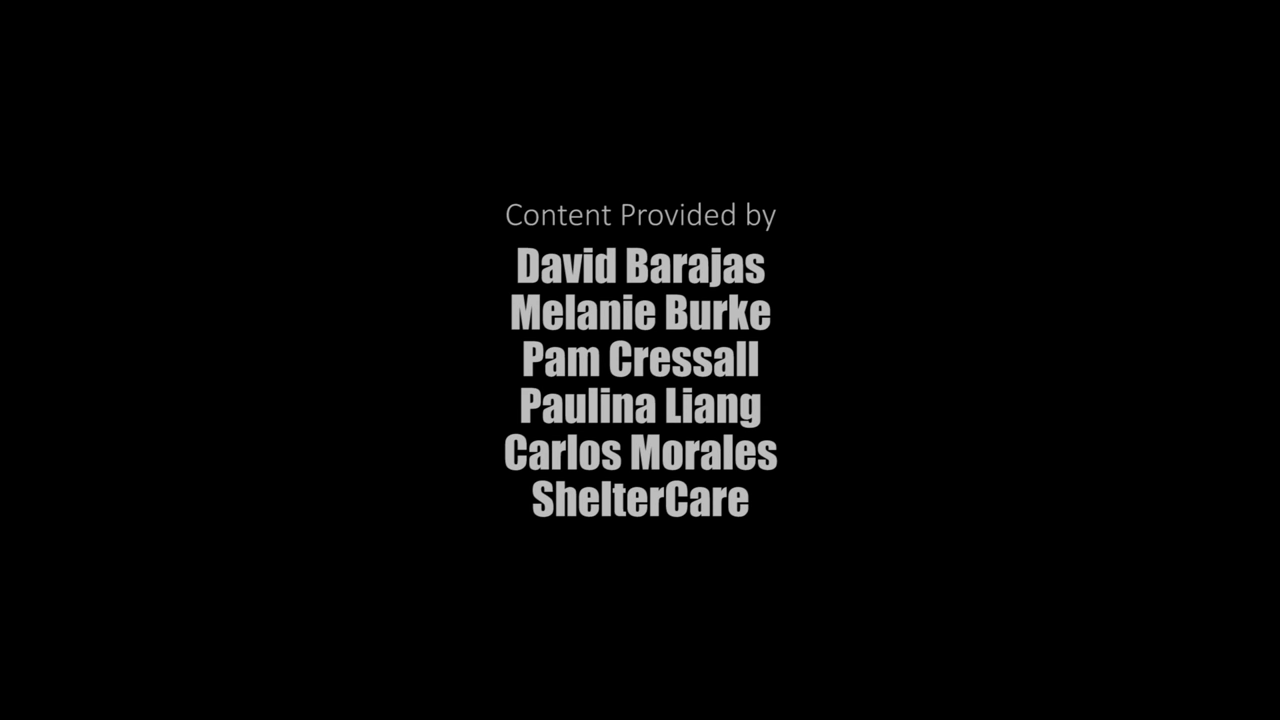 Content Provided by
David Barajas
Melanie Burke
Pam Cressall
Paulina Liang
Carlos Morales
ShelterCare